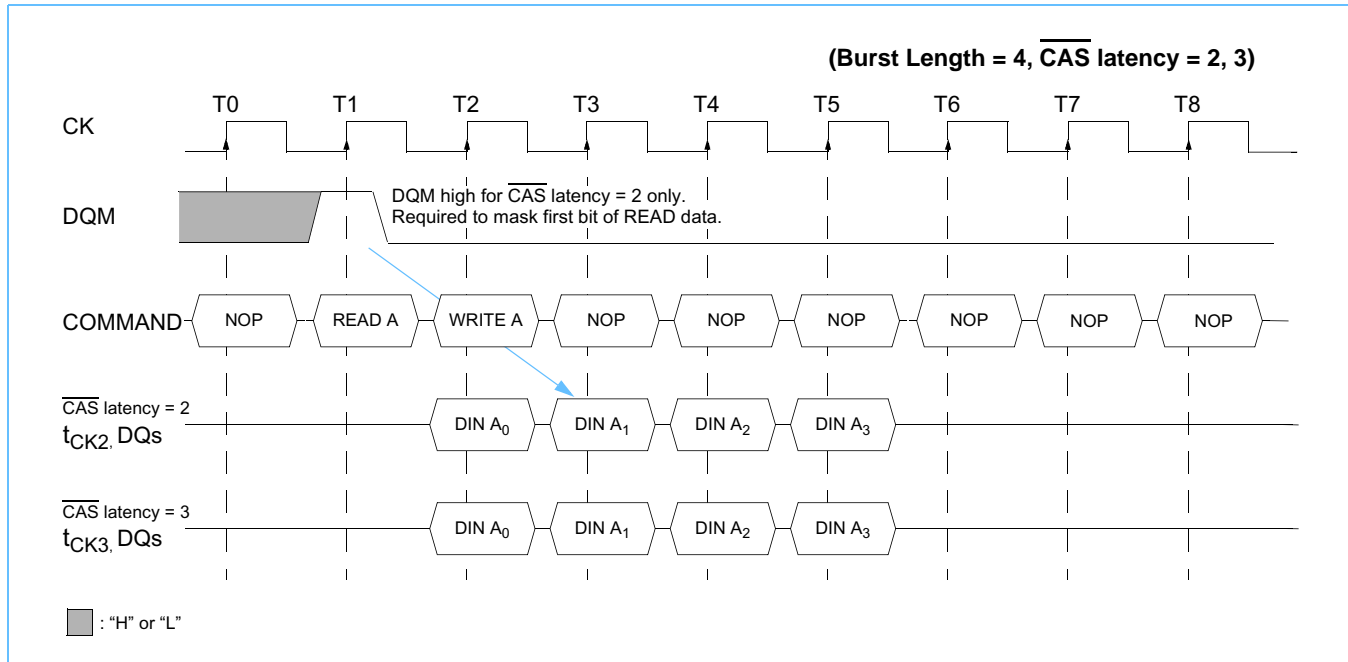 (Burst Length = 4, CAS latency = 2, 3)
T0 T1 T2 T3 T4 T5 T6 T7 T8
CK
DQM high for CAS latency = 2 only.
Required to mask first bit of READ data.
DQM
COMMAND NOP READ A WRITE A NOP NOP NOP NOP NOP NOP
CAS latency = 2
tCK2, DQs DIN A0 DIN A1 DIN A2 DIN A3
CAS latency = 3
tCK3, DQs DIN A0 DIN A1 DIN A2 DIN A3
: “H” or “L”